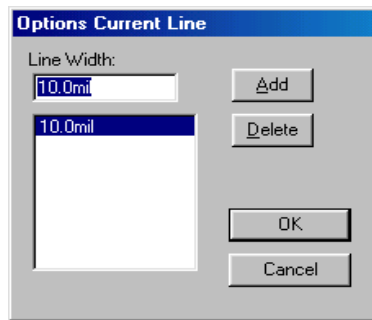 Options Current Line
Line Width:
10.0mil
Add
10.0mil
Delete
OK
Cancel